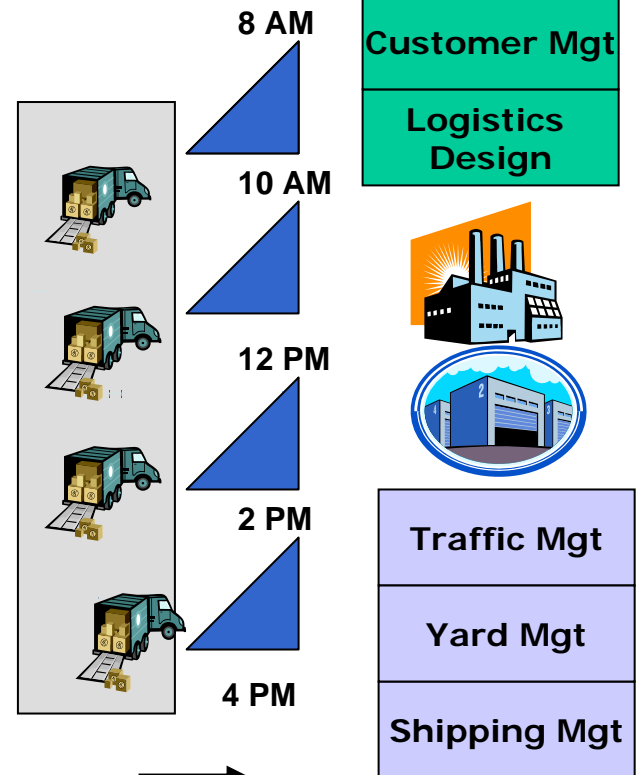 8 AM
10 AM
12 PM
2 PM
4 PM
Customer Mgt
Logistics
Design
2
Traffic Mgt
Yard Mgt
Shipping Mgt